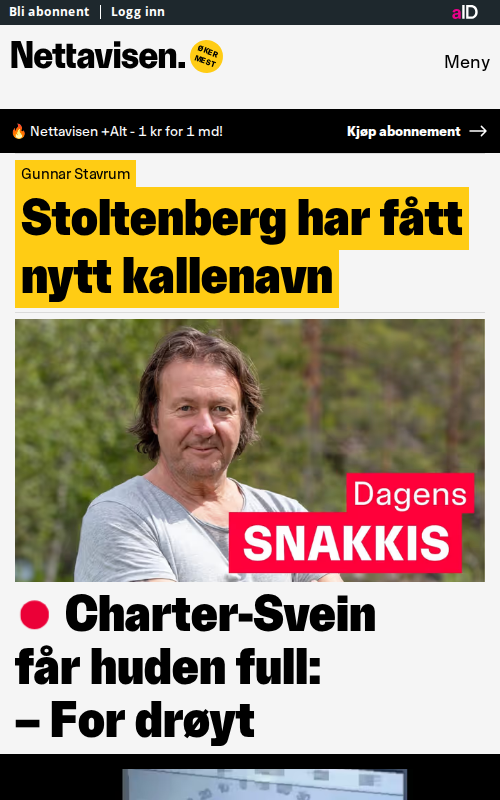 Bli abonnent Logg inn aID
Nettavisen. ØKER MEST
Meny
🔥 Nettavisen +Alt - 1 kr for 1 md! Kjøp abonnement →
Gunnar Stavrum
Stoltenberg har fått
nytt kallenavn
Dagens
SNAKKIS
Charter-Svein
får huden full:
– For drøyt